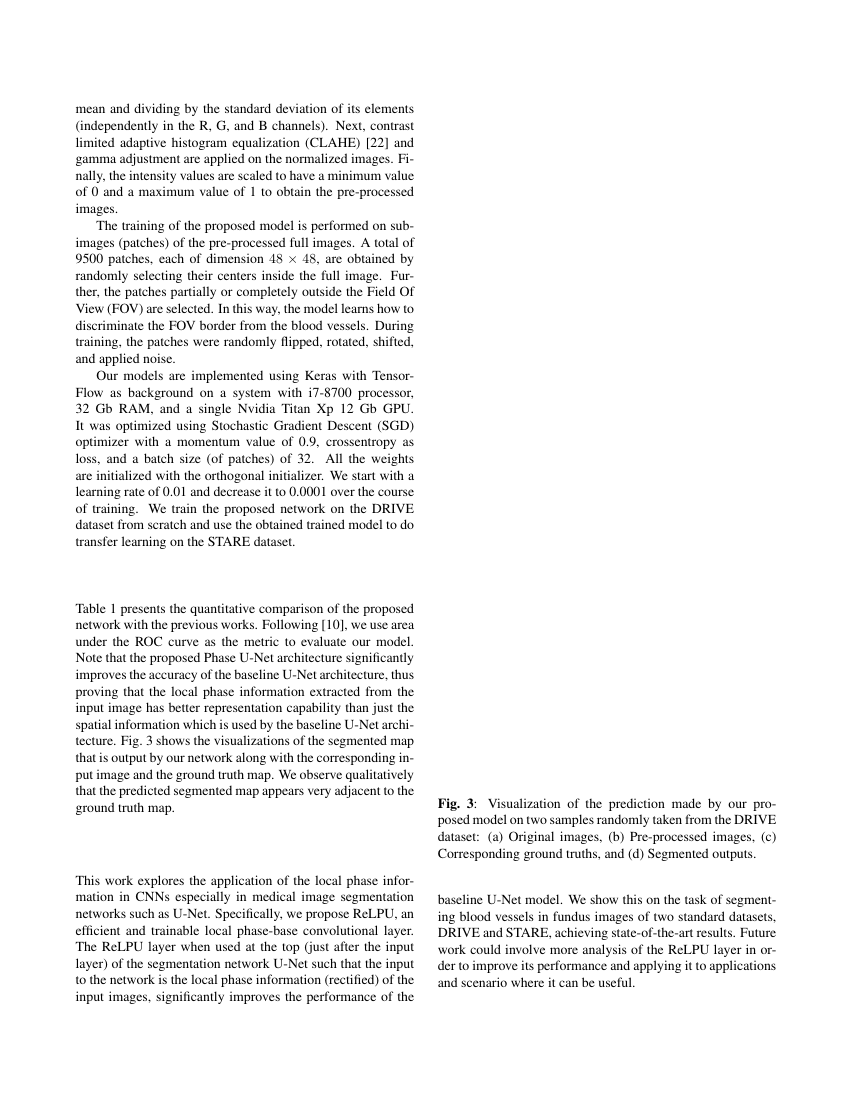 mean and dividing by the standard deviation of its elements
(independently in the R, G, and B channels). Next, contrast
limited adaptive histogram equalization (CLAHE) [22] and
gamma adjustment are applied on the normalized images. Fi-
nally, the intensity values are scaled to have a minimum value
of 0 and a maximum value of 1 to obtain the pre-processed
images.
The training of the proposed model is performed on sub-
images (patches) of the pre-processed full images. A total of
9500 patches, each of dimension 48 × 48, are obtained by
randomly selecting their centers inside the full image. Fur-
ther, the patches partially or completely outside the Field Of
View (FOV) are selected. In this way, the model learns how to
discriminate the FOV border from the blood vessels. During
training, the patches were randomly flipped, rotated, shifted,
and applied noise.
Our models are implemented using Keras with Tensor-
Flow as background on a system with i7-8700 processor,
32 Gb RAM, and a single Nvidia Titan Xp 12 Gb GPU.
It was optimized using Stochastic Gradient Descent (SGD)
optimizer with a momentum value of 0.9, crossentropy as
loss, and a batch size (of patches) of 32. All the weights
are initialized with the orthogonal initializer. We start with a
learning rate of 0.01 and decrease it to 0.0001 over the course
of training. We train the proposed network on the DRIVE
dataset from scratch and use the obtained trained model to do
transfer learning on the STARE dataset.
Table 1 presents the quantitative comparison of the proposed
network with the previous works. Following [10], we use area
under the ROC curve as the metric to evaluate our model.
Note that the proposed Phase U-Net architecture significantly
improves the accuracy of the baseline U-Net architecture, thus
proving that the local phase information extracted from the
input image has better representation capability than just the
spatial information which is used by the baseline U-Net archi-
tecture. Fig. 3 shows the visualizations of the segmented map
that is output by our network along with the corresponding in-
put image and the ground truth map. We observe qualitatively
that the predicted segmented map appears very adjacent to the
ground truth map.
This work explores the application of the local phase infor-
mation in CNNs especially in medical image segmentation
networks such as U-Net. Specifically, we propose ReLPU, an
efficient and trainable local phase-base convolutional layer.
The ReLPU layer when used at the top (just after the input
layer) of the segmentation network U-Net such that the input
to the network is the local phase information (rectified) of the
input images, significantly improves the performance of the
Fig. 3: Visualization of the prediction made by our pro-
posed model on two samples randomly taken from the DRIVE
dataset: (a) Original images, (b) Pre-processed images, (c)
Corresponding ground truths, and (d) Segmented outputs.
baseline U-Net model. We show this on the task of segment-
ing blood vessels in fundus images of two standard datasets,
DRIVE and STARE, achieving state-of-the-art results. Future
work could involve more analysis of the ReLPU layer in or-
der to improve its performance and applying it to applications
and scenario where it can be useful.